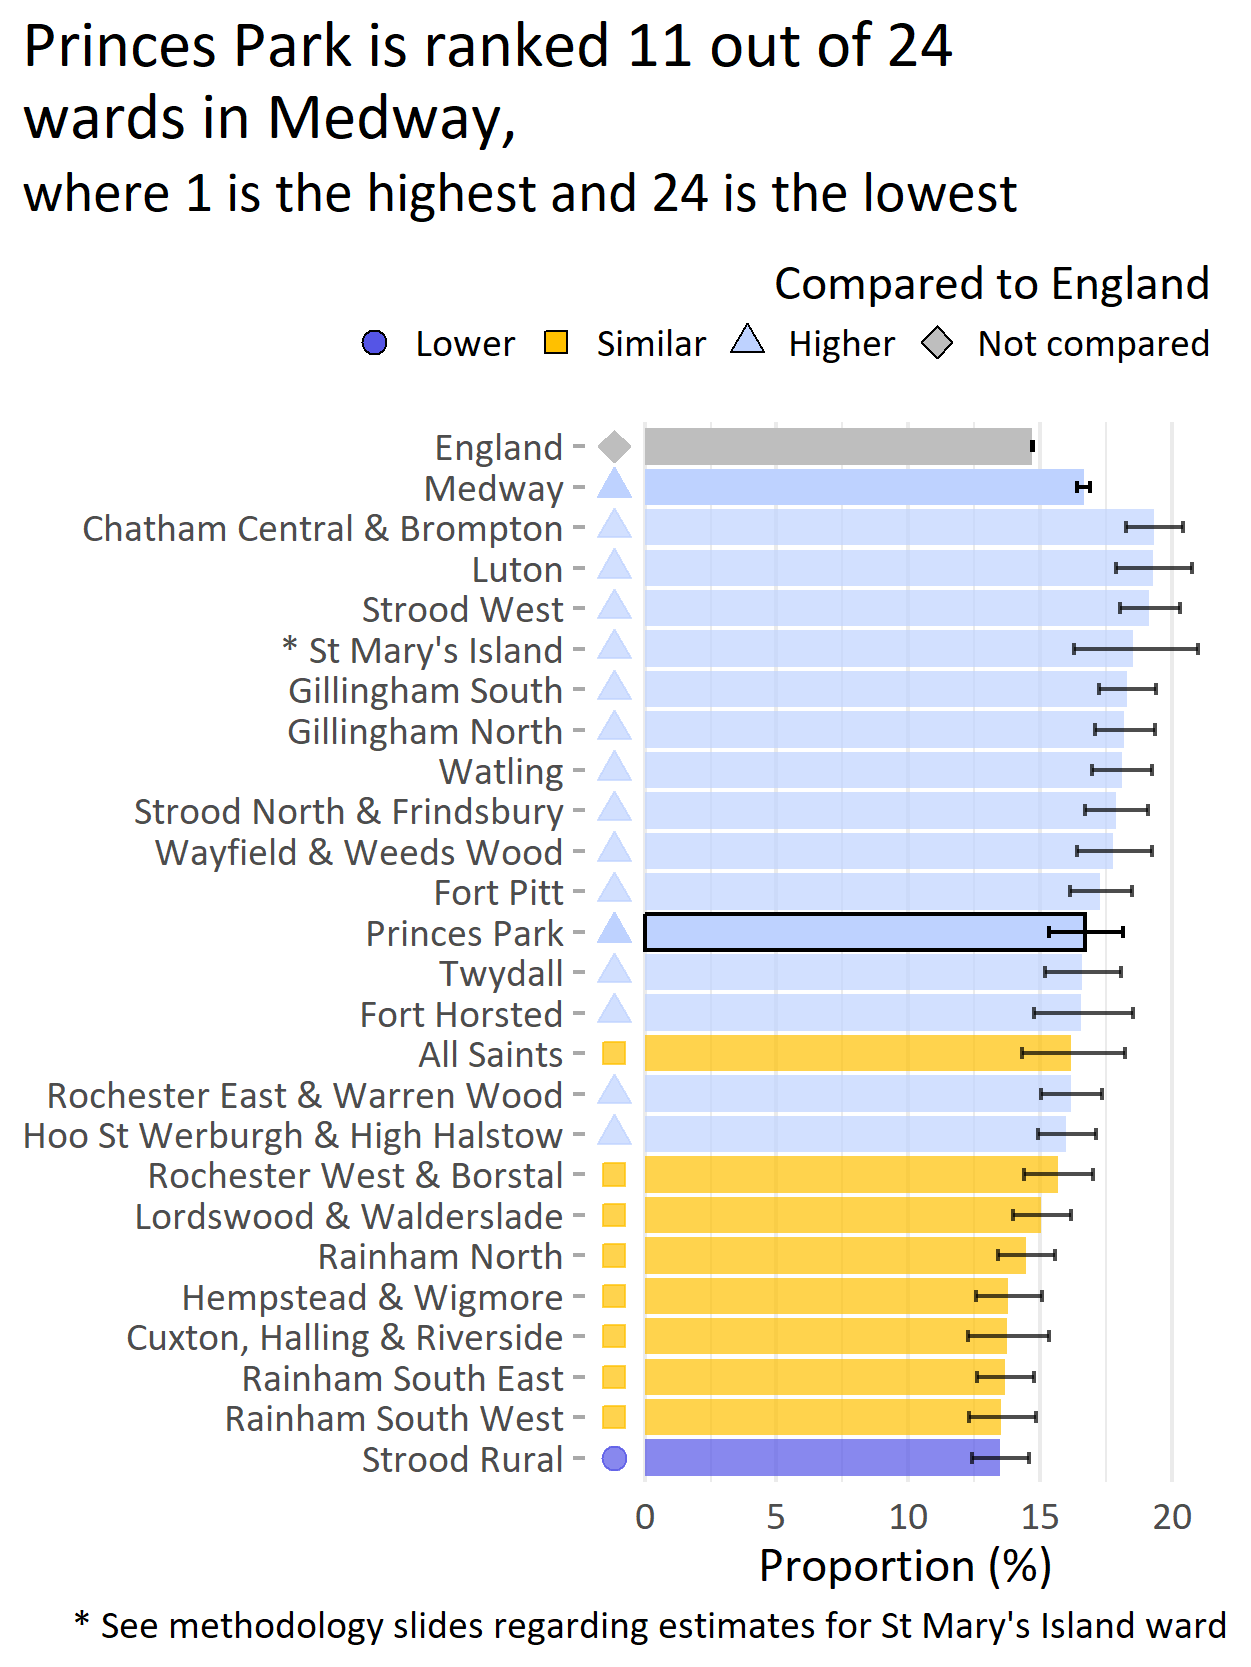 Princes Park is ranked 11 out of 24
wards in Medway,
where 1 is the highest and 24 is the lowest
Compared to England
Lower Similar Higher Not compared
England
Medway
Chatham Central & Brompton
Luton
Strood West
* St Mary's Island
Gillingham South
Gillingham North
Watling
Strood North & Frindsbury
Wayfield & Weeds Wood
Fort Pitt
Princes Park
Twydall
Fort Horsted
All Saints
Rochester East & Warren Wood
Hoo St Werburgh & High Halstow
Rochester West & Borstal
Lordswood & Walderslade
Rainham North
Hempstead & Wigmore
Cuxton, Halling & Riverside
Rainham South East
Rainham South West
Strood Rural
0 5 10 15 20
Proportion (%)
* See methodology slides regarding estimates for St Mary's Island ward